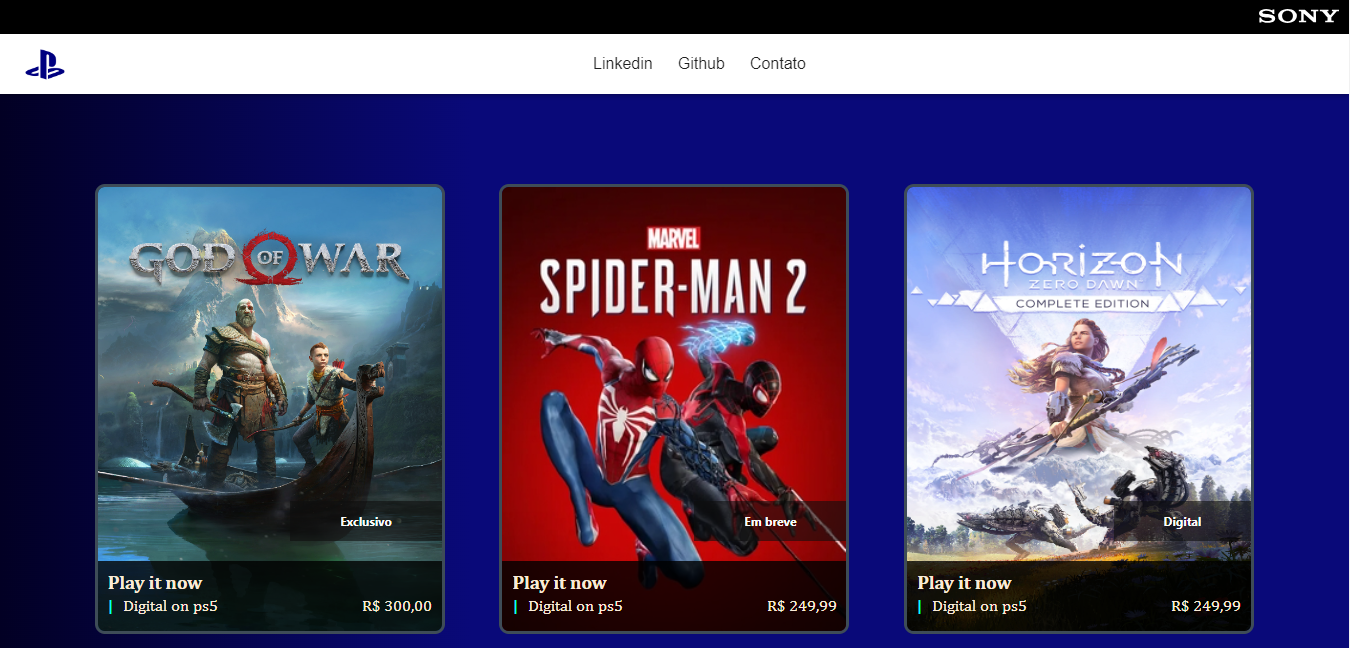 SONY
Linkedin Github Contato
GOD OF WAR
Exclusivo
Play it now
| Digital on ps5 R$ 300,00
MARVEL
SPIDER-MAN 2
Em breve
Play it now
| Digital on ps5 R$ 249,99
HORIZON
ZERO DAWN
COMPLETE EDITION
Digital
Play it now
| Digital on ps5 R$ 249,99